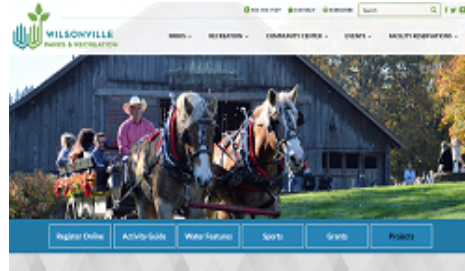 SUBSCRIBE
Search
WILSONVILLE
PARKS & RECREATION
PARKS
RECREATION
COMMUNITY CENTER
EVENTS
FACILITY RESERVATIONS
Register Online
Activity Guide
Water Features
Sports
Grants
Projects